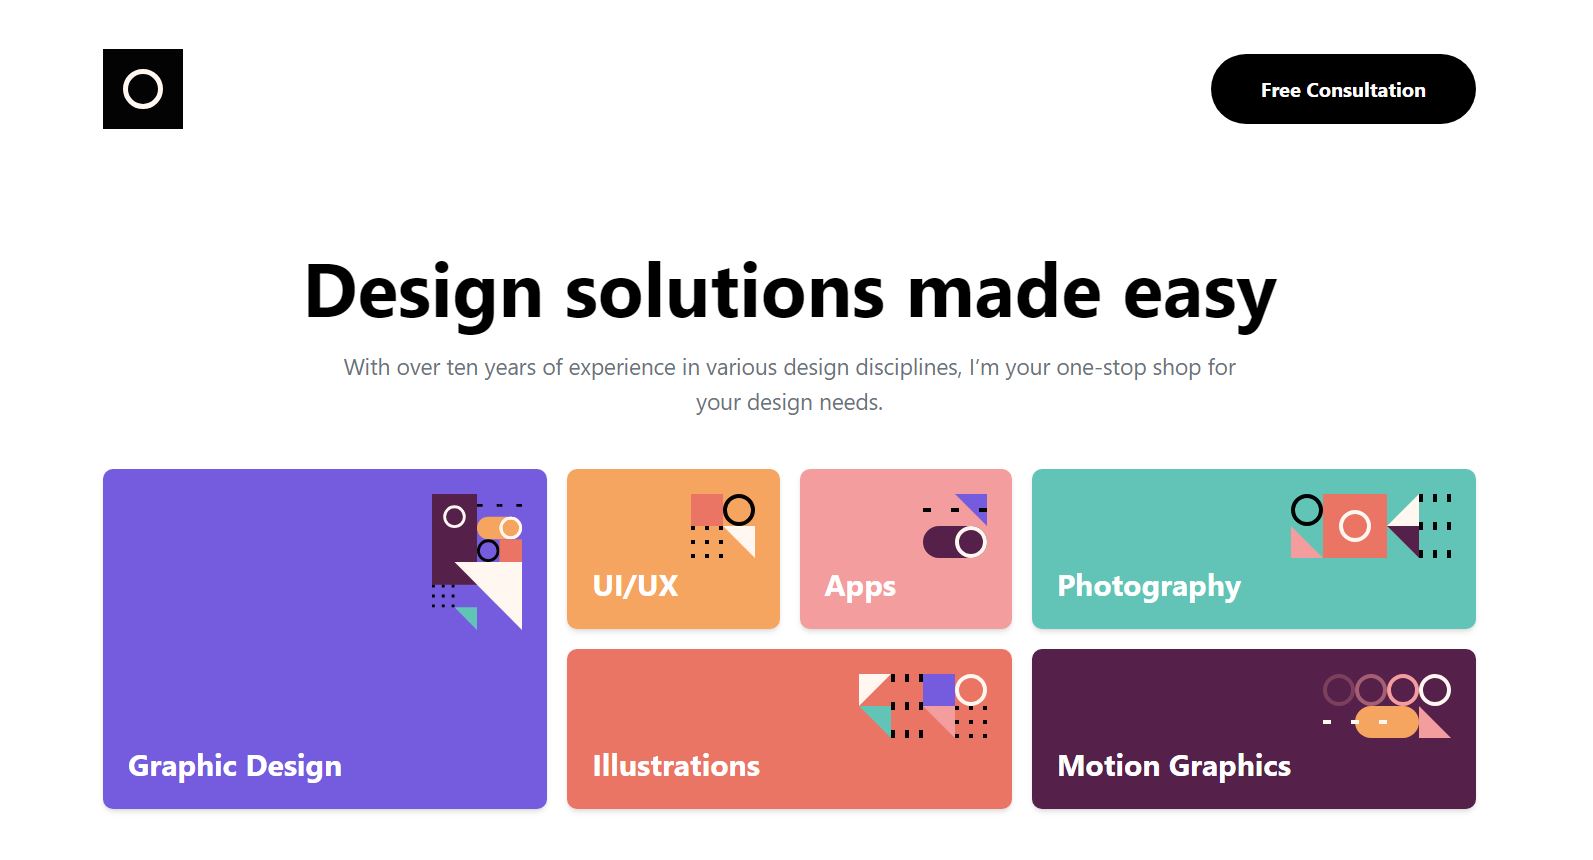 Free Consultation
Design solutions made easy
With over ten years of experience in various design disciplines, I’m your one-stop shop for
your design needs.
Graphic Design
UI/UX
Apps
Photography
Illustrations
Motion Graphics